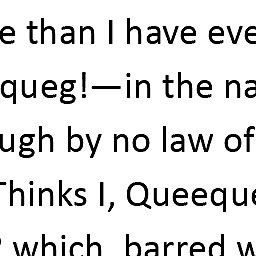 e than I have eve
queg!—in the na
ugh by no law of
Thinks I, Queeque
which, barred w